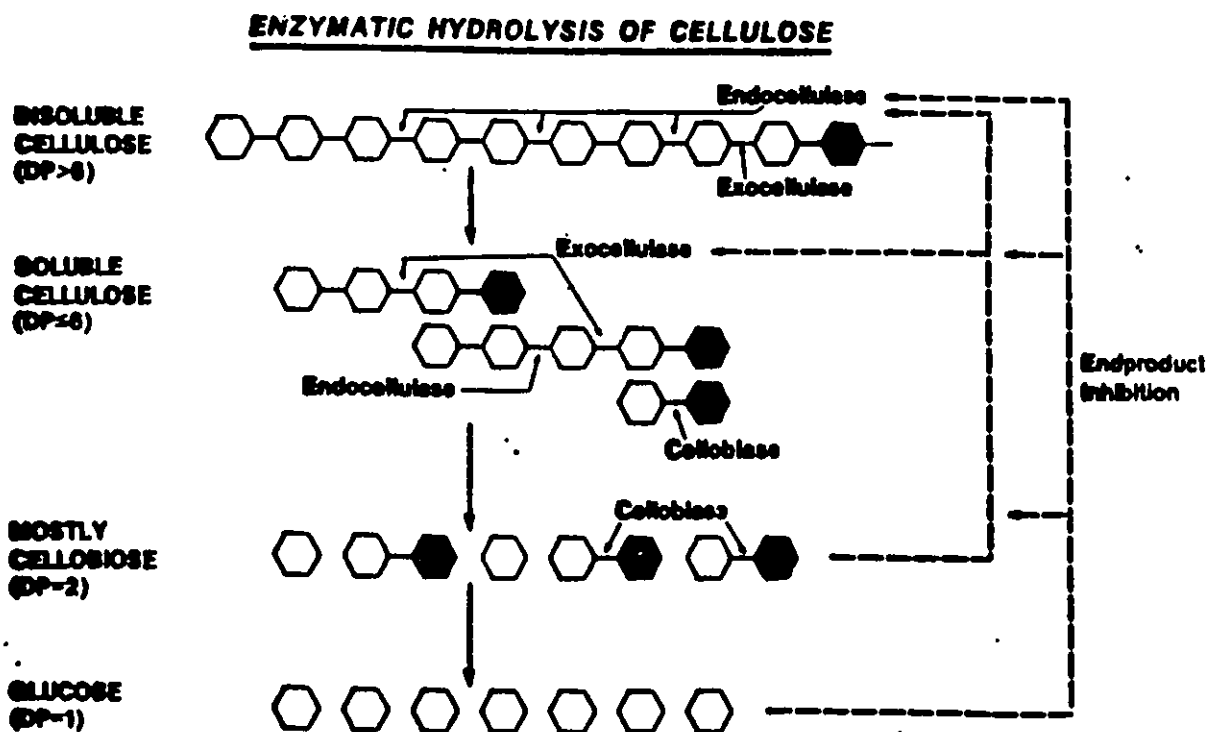 ENZYMATIC HYDROLYSIS OF CELLULOSE
Endocellulase
DISOLUBLE
CELLULOSE
(DP>6)
Exocellulase
Exocellulase
SOLUBLE
CELLULOSE
(DP≤6)
Endproduct
Inhibition
Endocellulase
Cellobiase
Cellobiase
MOSTLY
CELLOBIOSE
(DP=2)
GLUCOSE
(DP=1)